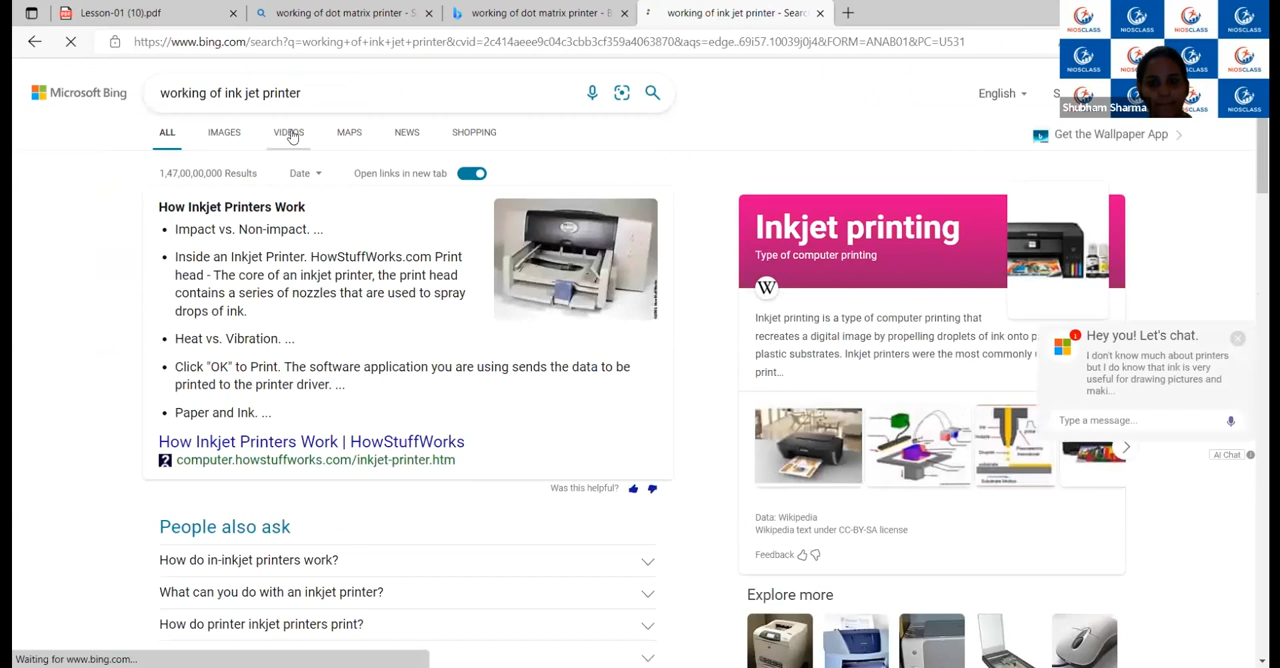 Lesson-01 (10).pdf
working of dot matrix printer - S
working of dot matrix printer - B
working of ink jet printer - Searc
https://www.bing.com/search?q=working+of+ink+jet+printer&cvid=2c414aeee9c04c3cbb3cf359a4063870&aqs=edge..69i57.10039j0j4&FORM=ANAB01&PC=U531
NIOSCLASS
NIOSCLASS
NIOSCLASS
NIOSCLASS
NIOSCLASS
NIOSCLASS
NIOSCLASS
Shubham Sharma
Microsoft Bing
working of ink jet printer
English
S
ALL
IMAGES
VIDEOS
MAPS
NEWS
SHOPPING
Get the Wallpaper App
1,47,00,00,000 Results
Date
Open links in new tab
How Inkjet Printers Work
• Impact vs. Non-impact. ...
• Inside an Inkjet Printer. HowStuffWorks.com Print
head - The core of an inkjet printer, the print head
contains a series of nozzles that are used to spray
drops of ink.
• Heat vs. Vibration. ...
• Click "OK" to Print. The software application you are using sends the data to be
printed to the printer driver. ...
• Paper and Ink. ...
How Inkjet Printers Work | HowStuffWorks
computer.howstuffworks.com/inkjet-printer.htm
Was this helpful?
People also ask
How do in-inkjet printers work?
What can you do with an inkjet printer?
How do printer inkjet printers print?
Waiting for www.bing.com...
Inkjet printing
Type of computer printing
W
Inkjet printing is a type of computer printing that
recreates a digital image by propelling droplets of ink onto p
plastic substrates. Inkjet printers were the most commonly
print...
Hey you! Let's chat.
1
I don't know much about printers
but I do know that ink is very
useful for drawing pictures and
maki...
Type a message...
AI Chat
Data: Wikipedia
Wikipedia text under CC-BY-SA license
Feedback
Explore more